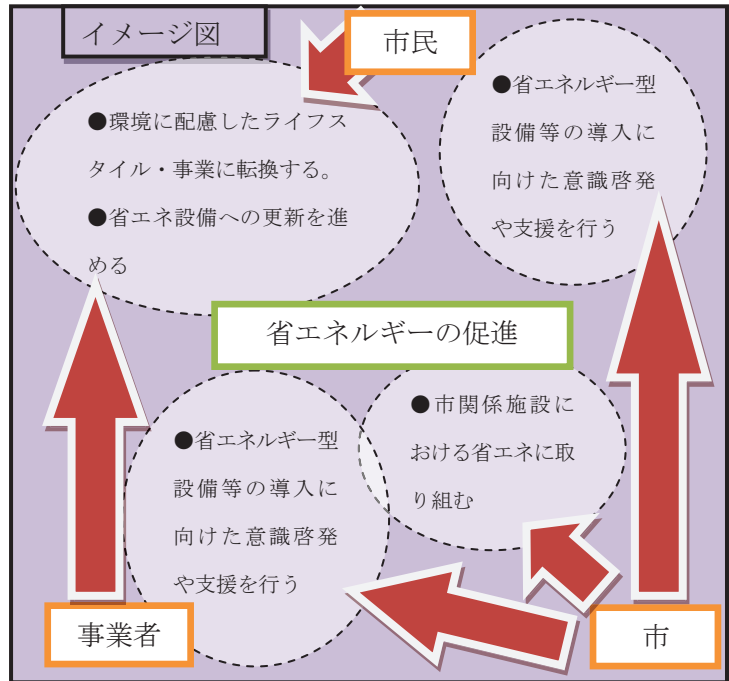 イメージ図
市民
●環境に配慮したライフス
タイル・事業に転換する。
●省エネ設備への更新を進
める
●省エネルギー型
設備等の導入に
向けた意識啓発
や支援を行う
省エネルギーの促進
●省エネルギー型
設備等の導入に
向けた意識啓発
や支援を行う
●市関係施設に
おける省エネに取
り組む
事業者
市